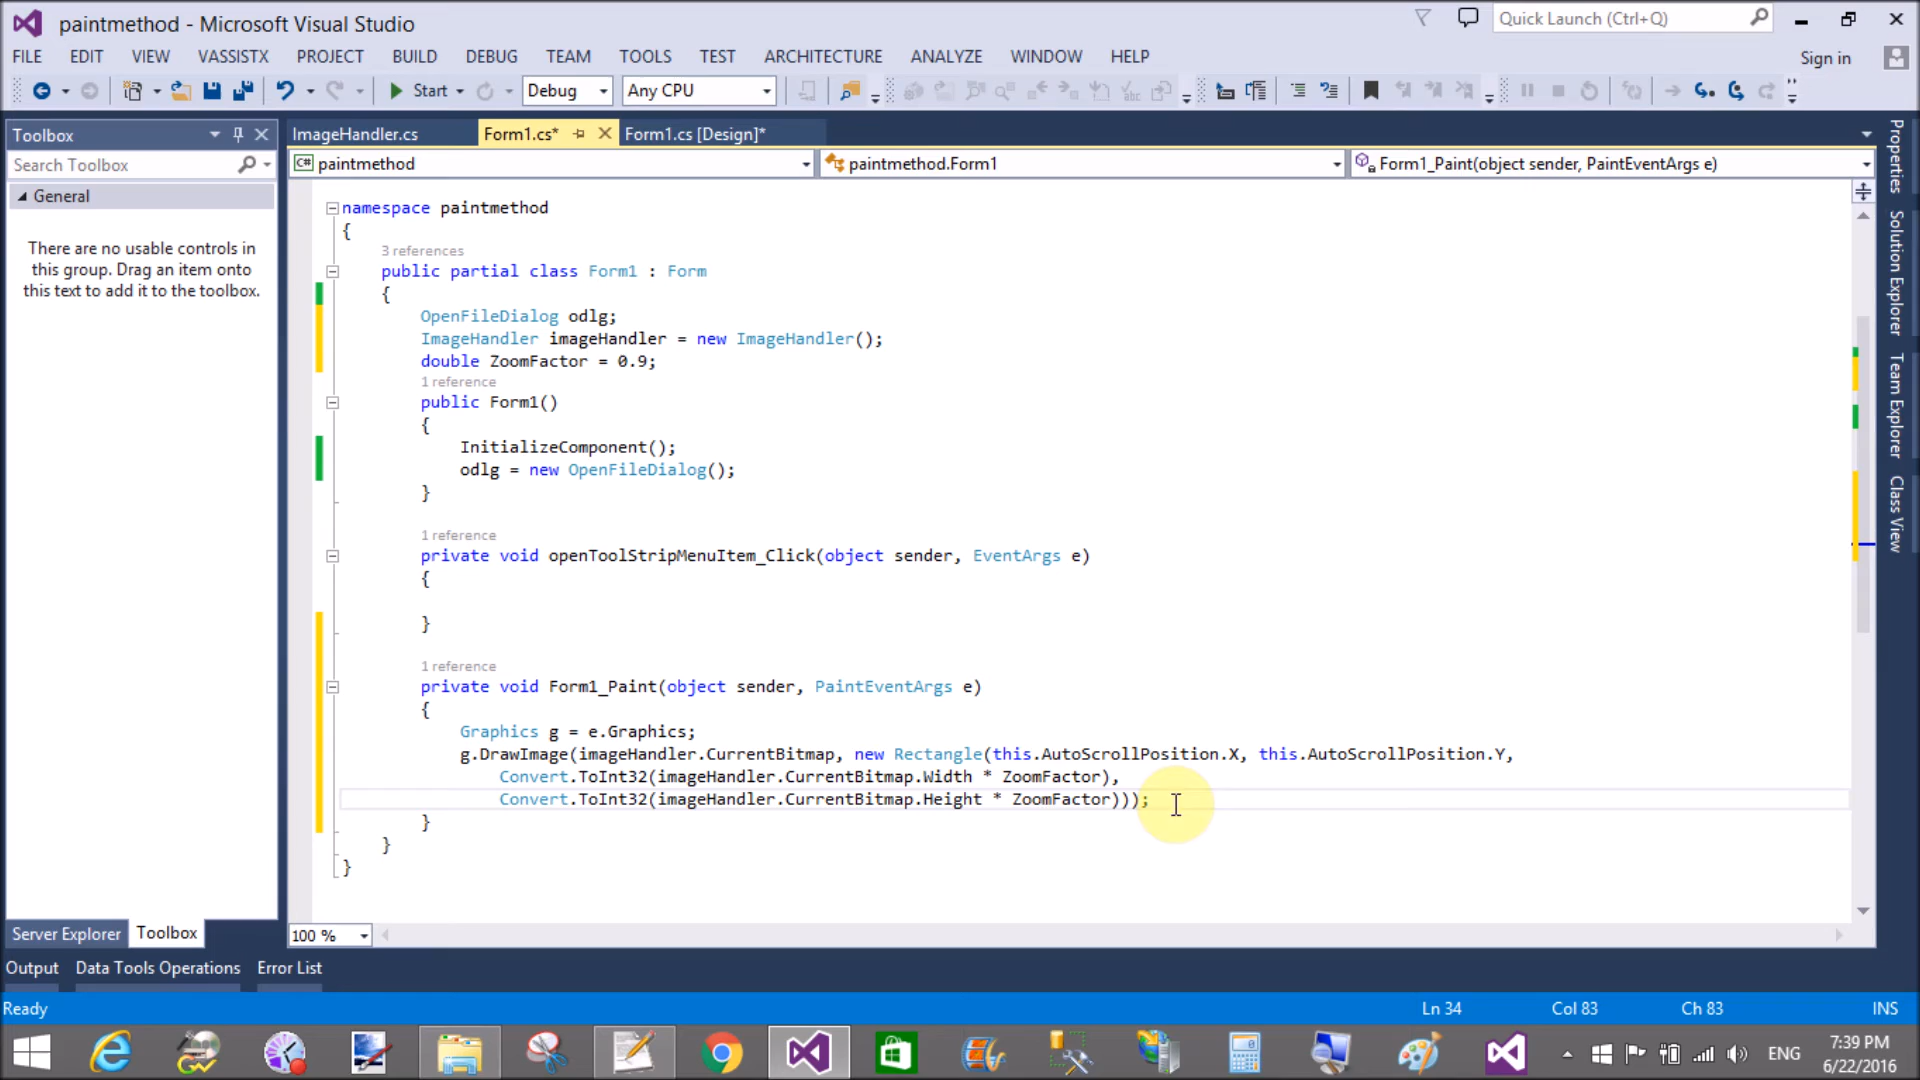 paintmethod - Microsoft Visual Studio
Quick Launch (Ctrl+Q)
FILE EDIT VIEW VASSISTX PROJECT BUILD DEBUG TEAM TOOLS TEST ARCHITECTURE ANALYZE WINDOW HELP
Sign in
Start Debug Any CPU
Toolbox
Search Toolbox
General
There are no usable controls in
this group. Drag an item onto
this text to add it to the toolbox.
Server Explorer Toolbox
ImageHandler.cs Form1.cs* Form1.cs [Design]*
C# paintmethod paintmethod.Form1 Form1_Paint(object sender, PaintEventArgs e)
namespace paintmethod
{
3 references
public partial class Form1 : Form
{
OpenFileDialog odlg;
ImageHandler imageHandler = new ImageHandler();
double ZoomFactor = 0.9;
1 reference
public Form1()
{
InitializeComponent();
odlg = new OpenFileDialog();
}
1 reference
private void openToolStripMenuItem_Click(object sender, EventArgs e)
{
}
1 reference
private void Form1_Paint(object sender, PaintEventArgs e)
{
Graphics g = e.Graphics;
g.DrawImage(imageHandler.CurrentBitmap, new Rectangle(this.AutoScrollPosition.X, this.AutoScrollPosition.Y,
Convert.ToInt32(imageHandler.CurrentBitmap.Width * ZoomFactor),
Convert.ToInt32(imageHandler.CurrentBitmap.Height * ZoomFactor)));
}
}
}
100 %
Properties
Solution Explorer
Team Explorer
Class View
Output Data Tools Operations Error List
Ready Ln 34 Col 83 Ch 83 INS
ENG
7:39 PM
6/22/2016